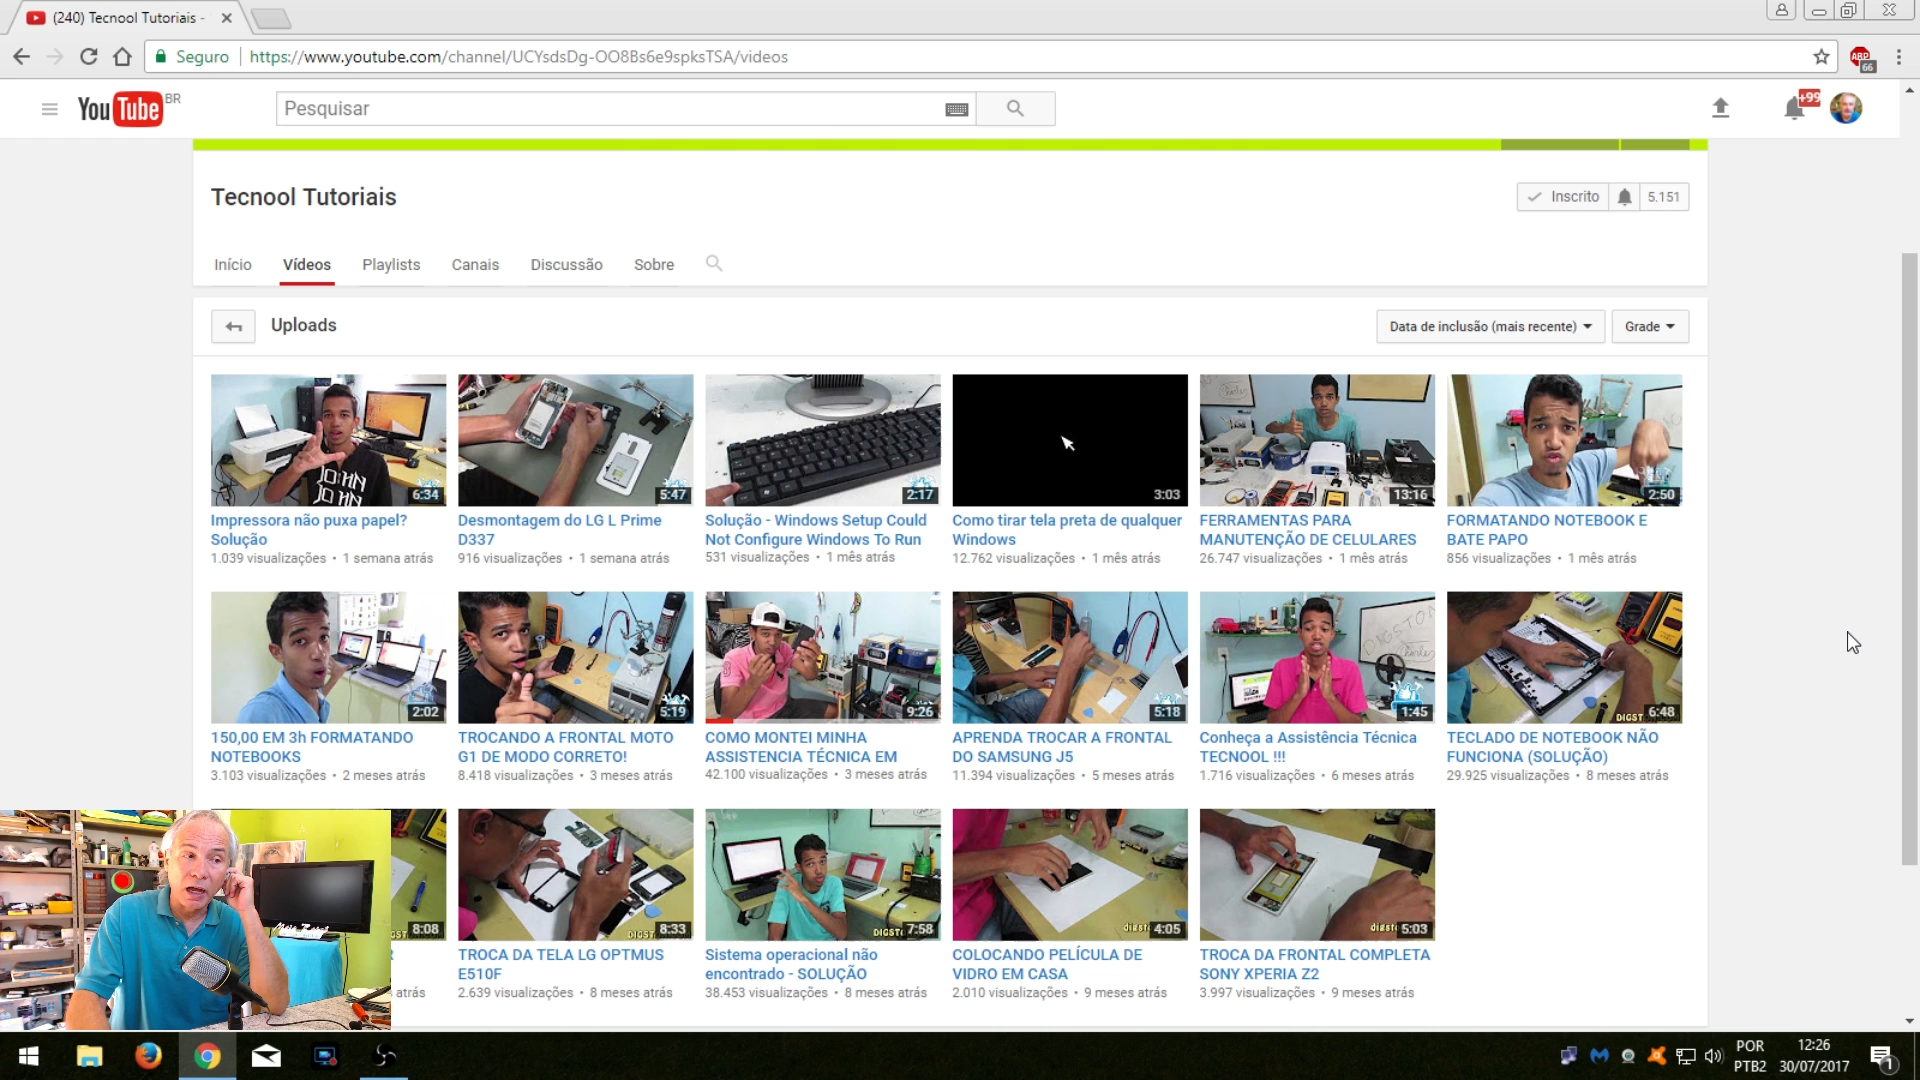 (240) Tecnool Tutoriais -
Seguro
https://www.youtube.com/channel/UCYsdsDg-OO8Bs6e9spksTSA/videos
ABP
66
YouTube BR
Pesquisar
+99
Tecnool Tutoriais
Inscrito
5.151
Início
Vídeos
Playlists
Canais
Discussão
Sobre
Uploads
Data de inclusão (mais recente)
Grade
JOHN
JOHN
6:34
5:47
2:17
3:03
13:16
2:50
Impressora não puxa papel?
Solução
1.039 visualizações • 1 semana atrás
Desmontagem do LG L Prime
D337
916 visualizações • 1 semana atrás
Solução - Windows Setup Could
Not Configure Windows To Run
531 visualizações • 1 mês atrás
Como tirar tela preta de qualquer
Windows
12.762 visualizações • 1 mês atrás
FERRAMENTAS PARA
MANUTENÇÃO DE CELULARES
26.747 visualizações • 1 mês atrás
FORMATANDO NOTEBOOK E
BATE PAPO
856 visualizações • 1 mês atrás
2:02
5:19
9:26
5:18
DIGSTON
Charles
1:45
6:48
150,00 EM 3h FORMATANDO
NOTEBOOKS
3.103 visualizações • 2 meses atrás
TROCANDO A FRONTAL MOTO
G1 DE MODO CORRETO!
8.418 visualizações • 3 meses atrás
COMO MONTEI MINHA
ASSISTENCIA TÉCNICA EM
42.100 visualizações • 3 meses atrás
APRENDA TROCAR A FRONTAL
DO SAMSUNG J5
11.394 visualizações • 5 meses atrás
Conheça a Assistência Técnica
TECNOOL !!!
1.716 visualizações • 6 meses atrás
TECLADO DE NOTEBOOK NÃO
FUNCIONA (SOLUÇÃO)
29.925 visualizações • 8 meses atrás
8:08
8:33
7:58
4:05
5:03
atrás
TROCA DA TELA LG OPTMUS
E510F
2.639 visualizações • 8 meses atrás
Sistema operacional não
encontrado - SOLUÇÃO
38.453 visualizações • 8 meses atrás
COLOCANDO PELÍCULA DE
VIDRO EM CASA
2.010 visualizações • 9 meses atrás
TROCA DA FRONTAL COMPLETA
SONY XPERIA Z2
3.997 visualizações • 9 meses atrás
POR
PTB2
12:26
30/07/2017
1